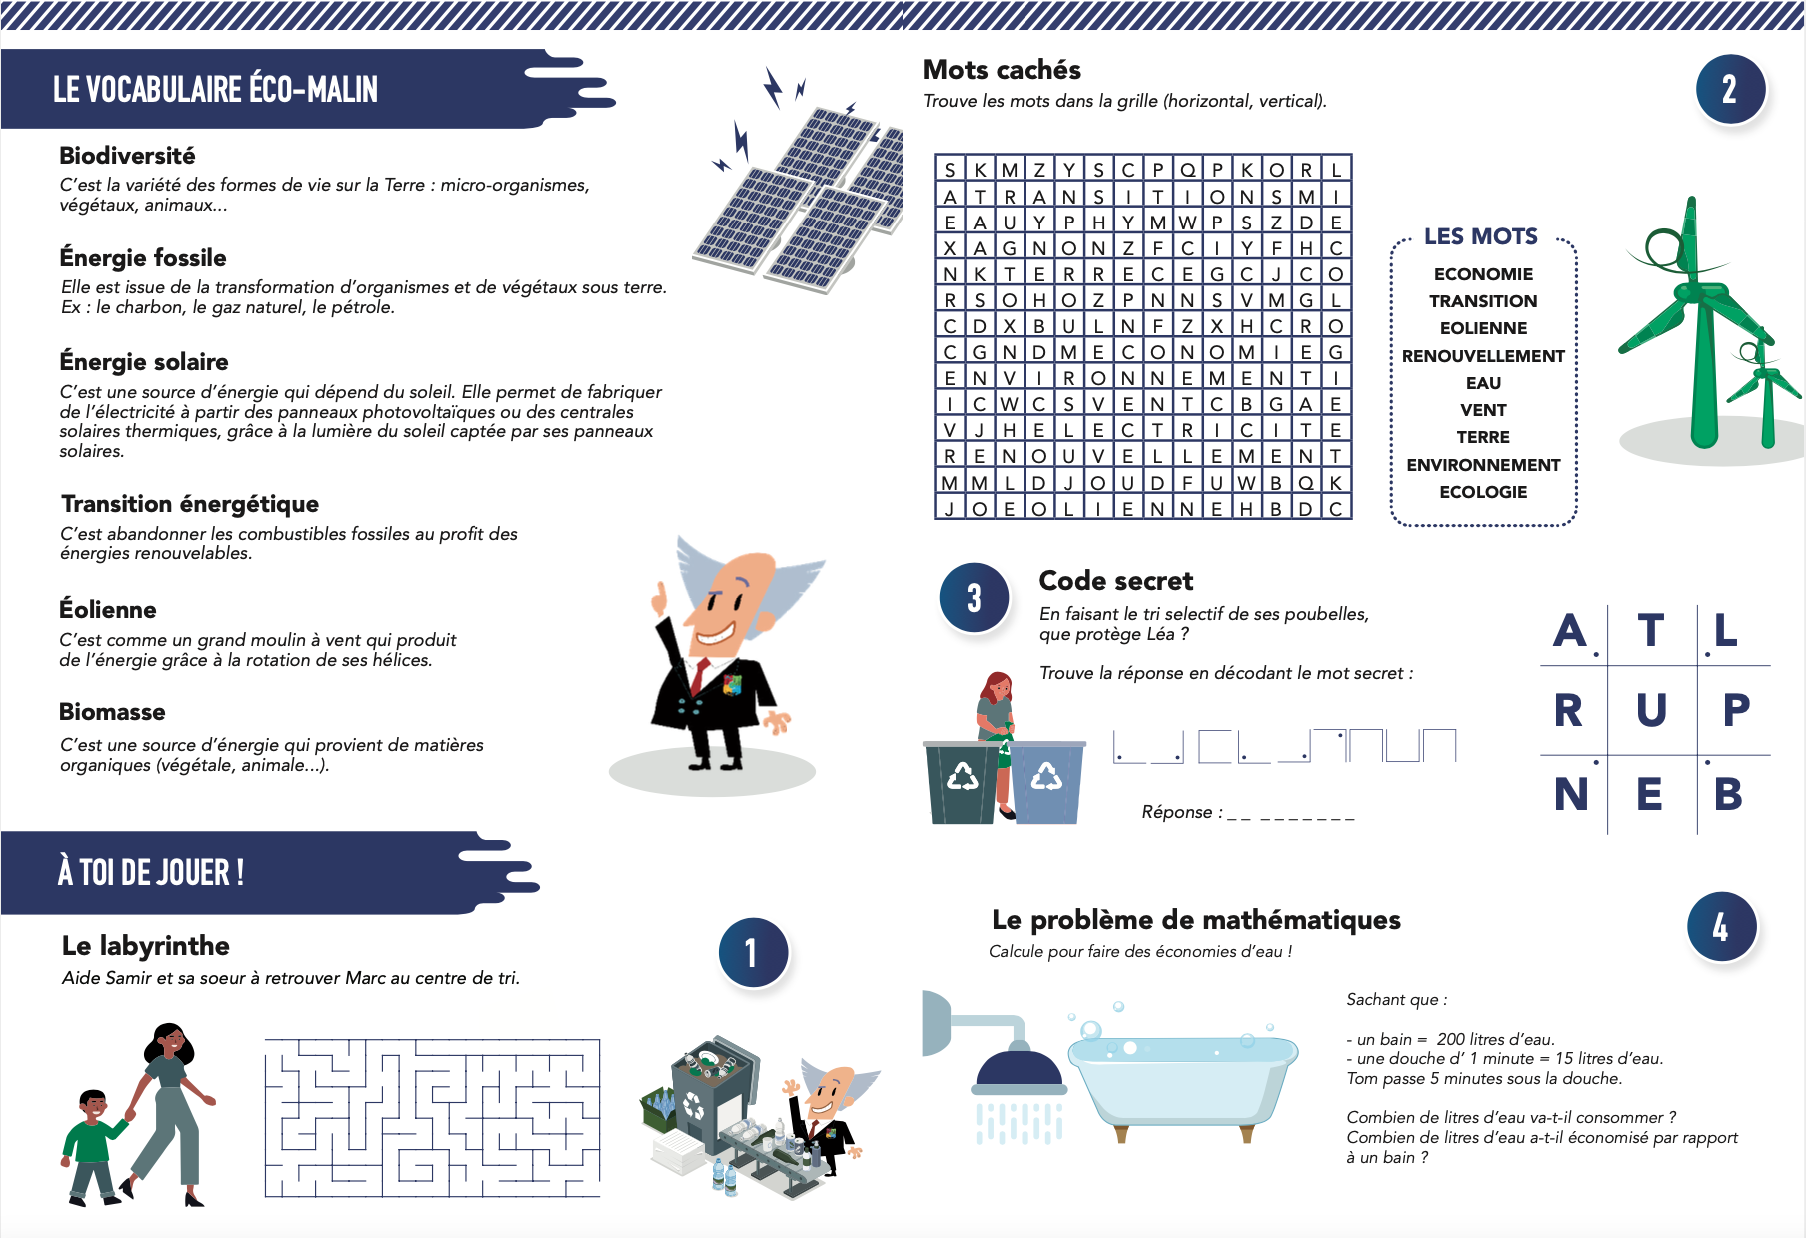 LE VOCABULAIRE ÉCO-MALIN
Biodiversité
C’est la variété des formes de vie sur la Terre : micro-organismes,
végétaux, animaux...
Énergie fossile
Elle est issue de la transformation d’organismes et de végétaux sous terre.
Ex : le charbon, le gaz naturel, le pétrole.
Énergie solaire
C’est une source d’énergie qui dépend du soleil. Elle permet de fabriquer
de l’électricité à partir des panneaux photovoltaïques ou des centrales
solaires thermiques, grâce à la lumière du soleil captée par ses panneaux
solaires.
Transition énergétique
C’est abandonner les combustibles fossiles au profit des
énergies renouvelables.
Éolienne
C’est comme un grand moulin à vent qui produit
de l’énergie grâce à la rotation de ses hélices.
Biomasse
C’est une source d’énergie qui provient de matières
organiques (végétale, animale...).
À TOI DE JOUER !
Le labyrinthe
1
Aide Samir et sa soeur à retrouver Marc au centre de tri.
Mots cachés
2
Trouve les mots dans la grille (horizontal, vertical).
S K M Z Y S C P Q P K O R L
A T R A N S I T I O N S M I
E A U Y P H Y M W P S Z D E
X A G N O N Z F C I Y F H C
N K T E R R E C E G C J C O
R S O H O Z P N N S V M G L
C D X B U L N F Z X H C R O
C G N D M E C O N O M I E G
E N V I R O N N E M E N T I
I C W C S V E N T C B G A E
V J H E L E C T R I C I T E
R E N O U V E L L E M E N T
M M L D J O U D F U W B Q K
J O E O L I E N N E H B D C
LES MOTS
ECONOMIE
TRANSITION
EOLIENNE
RENOUVELLEMENT
EAU
VENT
TERRE
ENVIRONNEMENT
ECOLOGIE
3
Code secret
En faisant le tri selectif de ses poubelles,
que protège Léa ?
Trouve la réponse en décodant le mot secret :
Réponse : _ _ _ _ _ _ _ _ _
A T L
R U P
N E B
Le problème de mathématiques
4
Calcule pour faire des économies d’eau !
Sachant que :
- un bain = 200 litres d’eau.
- une douche d’ 1 minute = 15 litres d’eau.
Tom passe 5 minutes sous la douche.
Combien de litres d’eau va-t-il consommer ?
Combien de litres d’eau a-t-il économisé par rapport
à un bain ?